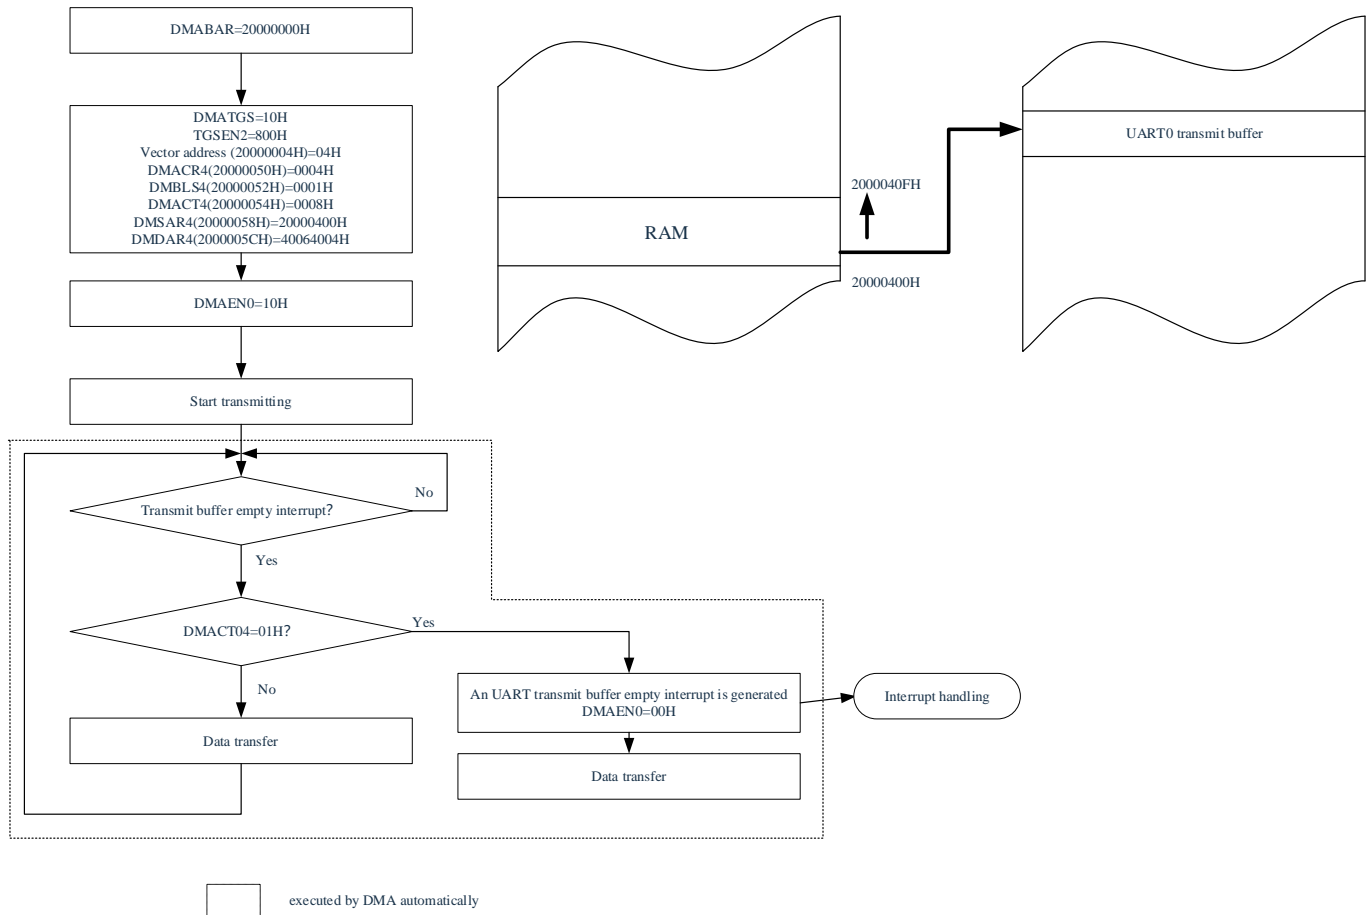 DMABAR=20000000H
DMATGS=10H
TGSEN2=800H
Vector address (20000004H)=04H
DMACR4(20000050H)=0004H
DMBLS4(20000052H)=0001H
DMACT4(20000054H)=0008H
DMSAR4(20000058H)=20000400H
DMDAR4(2000005CH)=40064004H
DMAEN0=10H
Start transmitting
Transmit buffer empty interrupt?
No
Yes
DMACT04=01H?
Yes
No
Data transfer
An UART transmit buffer empty interrupt is generated
DMAEN0=00H
Data transfer
Interrupt handling
RAM
2000040FH
20000400H
UART0 transmit buffer
executed by DMA automatically